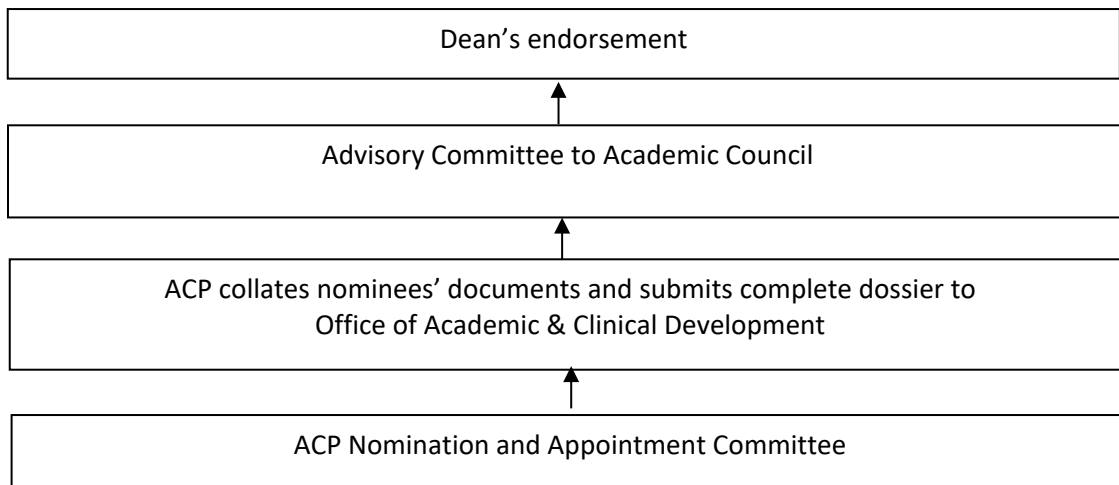 Dean’s endorsement
Advisory Committee to Academic Council
ACP collates nominees’ documents and submits complete dossier to
Office of Academic & Clinical Development
ACP Nomination and Appointment Committee